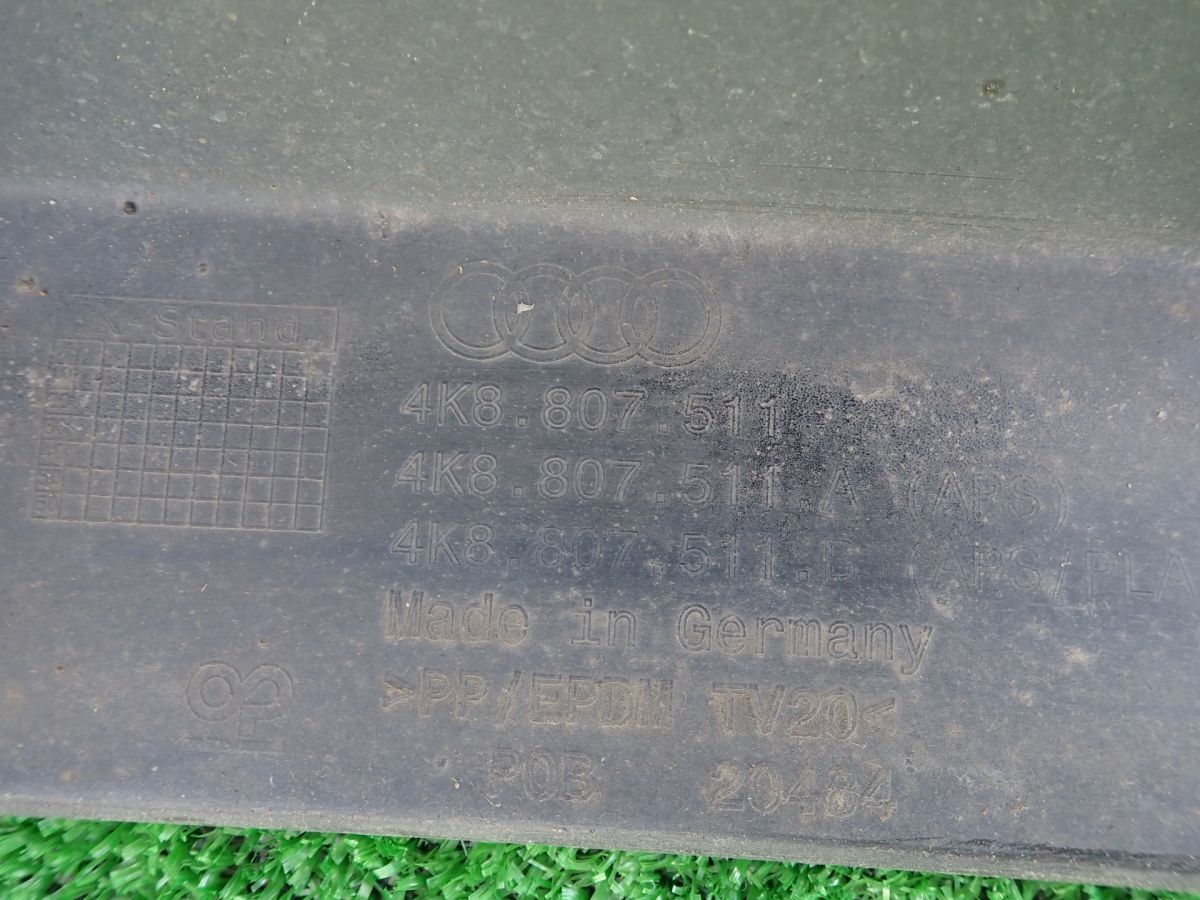 K-Stand
4K8.807.511
4K8.807.511.A (APS)
4K8.807.511.B (APS/PLA
Made in Germany
>PP/EPDM TV20<
POB 20484